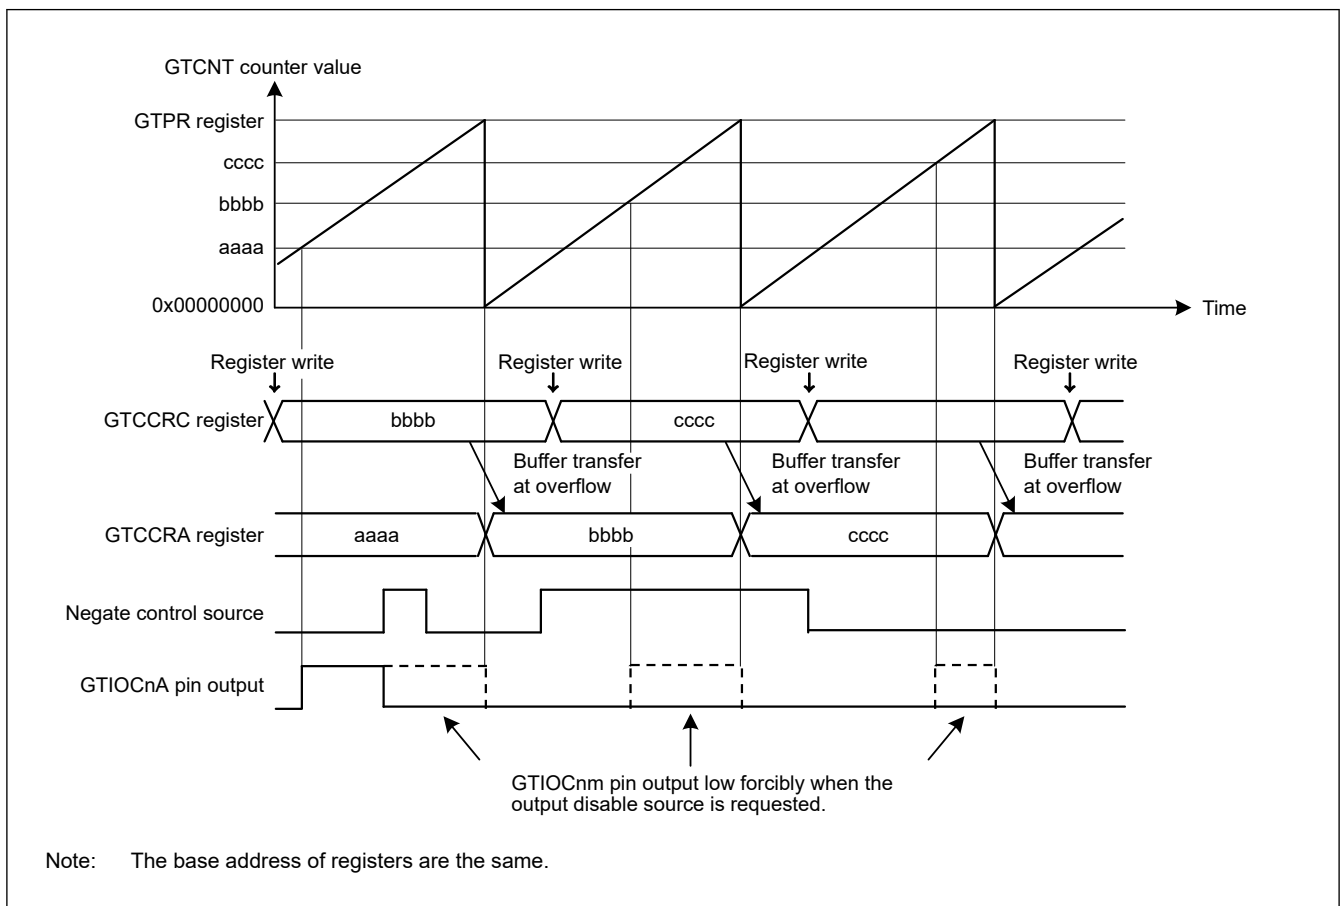 GTCNT counter value
GTPR register
cccc
bbbb
aaaa
0x00000000
Time
Register write
Register write
Register write
Register write
GTCCRC register
bbbb
cccc
Buffer transfer
at overflow
Buffer transfer
at overflow
Buffer transfer
at overflow
GTCCRA register
aaaa
bbbb
cccc
Negate control source
GTIOCnA pin output
GTIOCnm pin output low forcibly when the
output disable source is requested.
Note: The base address of registers are the same.